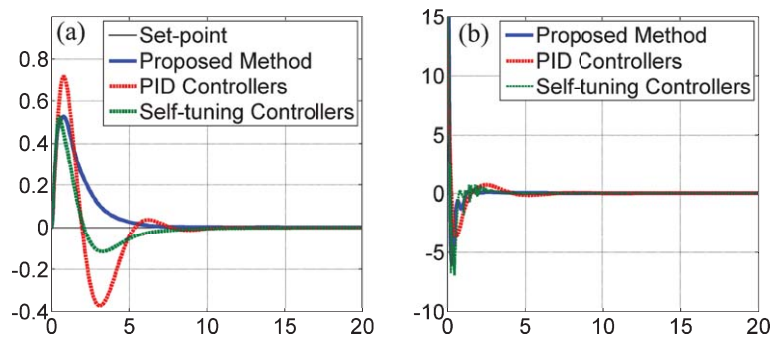 (a)
Set-point
Proposed Method
PID Controllers
Self-tuning Controllers
0.8
0.6
0.4
0.2
0
-0.2
-0.4
0 5 10 15 20
(b)
Proposed Method
PID Controllers
Self-tuning Controllers
15
10
5
0
-5
-10
0 5 10 15 20